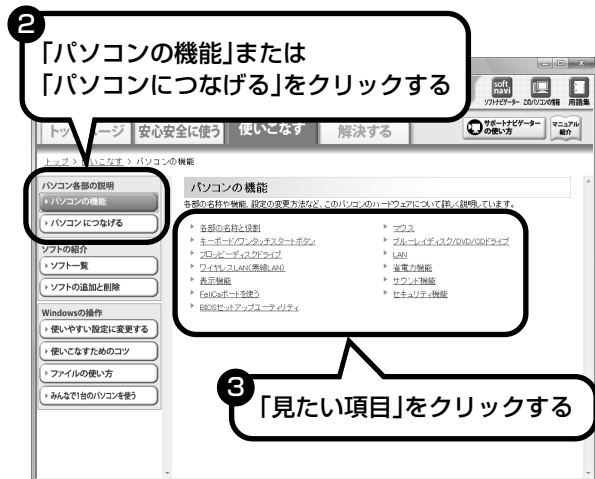 2
「パソコンの機能」または
「パソコンにつなげる」をクリックする
soft navi
ソフトナビゲーター このパソコンの情報 用語集
トッ ージ 安心安全に使う 使いこなす 解決する
サポートナビゲーターの使い方 マニュアル紹介
トップ > いこなす > パソコンの機能
パソコン各部の説明
パソコンの機能
パソコンにつなげる
ソフトの紹介
ソフト一覧
ソフトの追加と削除
Windowsの操作
使いやすい設定に変更する
使いこなすためのコツ
ファイルの使い方
みんなで1台のパソコンを使う
パソコンの機能
各部の名称や機能、設定の変更方法など、このパソコンのハードウェアについて詳しく説明しています。
各部の名称と役割
キーボード/ワンタッチスタートボタン
フロッピーディスクドライブ
ワイヤレスLAN(無線LAN)
表示機能
FeliCaポートを使う
BIOSセットアップユーティリティ
マウス
ブルーレイディスク/DVD/CDドライブ
LAN
省電力機能
サウンド機能
セキュリティ機能
3
「見たい項目」をクリックする